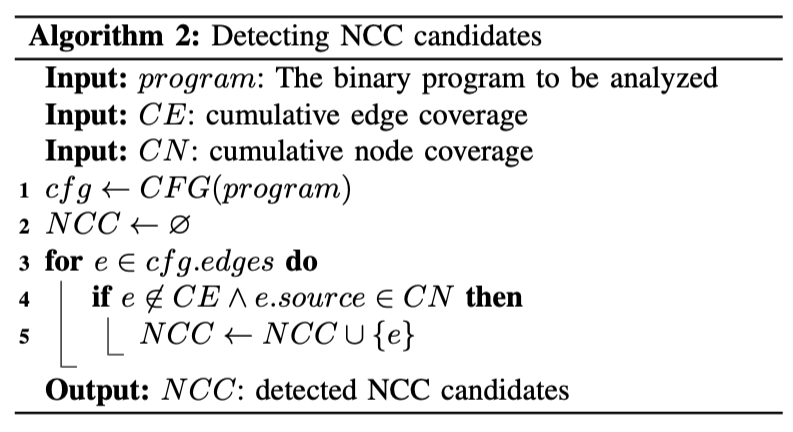 Algorithm 2: Detecting NCC candidates
Input: program: The binary program to be analyzed
Input: CE: cumulative edge coverage
Input: CN: cumulative node coverage
1 cfg ← CFG(program)
2 NCC ← ∅
3 for e ∈ cfg.edges do
4 if e ∉ CE ∧ e.source ∈ CN then
5 NCC ← NCC ∪ {e}
Output: NCC: detected NCC candidates